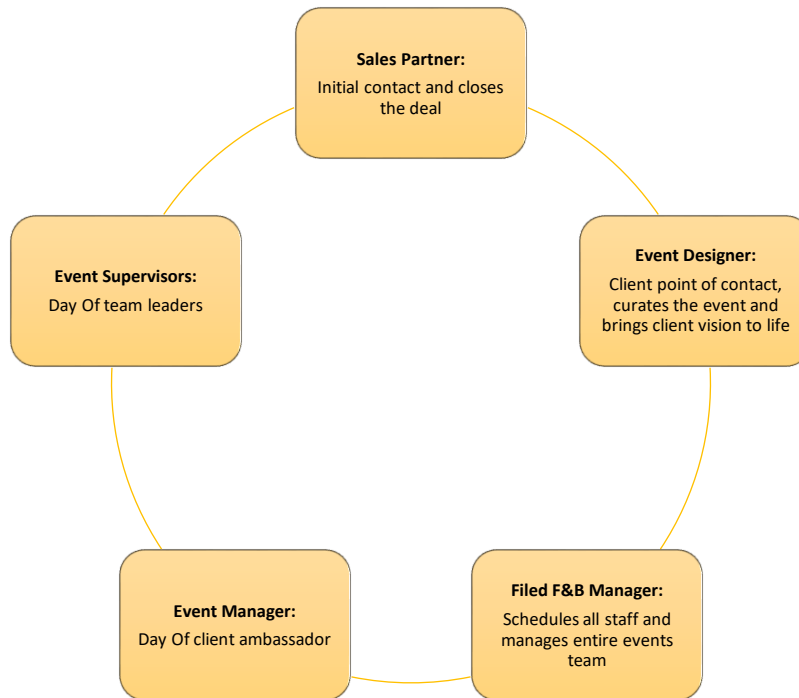 Sales Partner:
Initial contact and closes
the deal
Event Designer:
Client point of contact,
curates the event and
brings client vision to life
Filed F&B Manager:
Schedules all staff and
manages entire events
team
Event Manager:
Day Of client ambassador
Event Supervisors:
Day Of team leaders